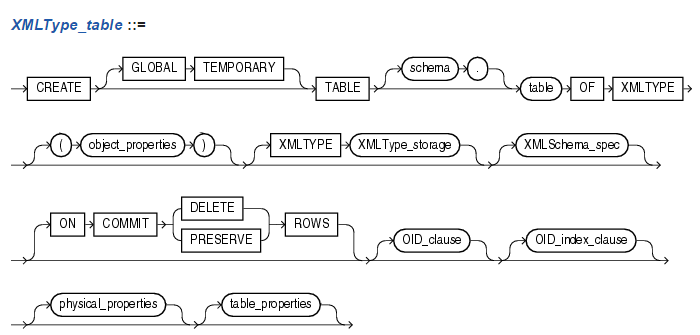 XMLType_table ::=
GLOBAL TEMPORARY schema .
CREATE TABLE table OF XMLTYPE
( object_properties ) XMLTYPE XMLType_storage XMLSchema_spec
DELETE
ON COMMIT ROWS OID_clause OID_index_clause
PRESERVE
physical_properties table_properties